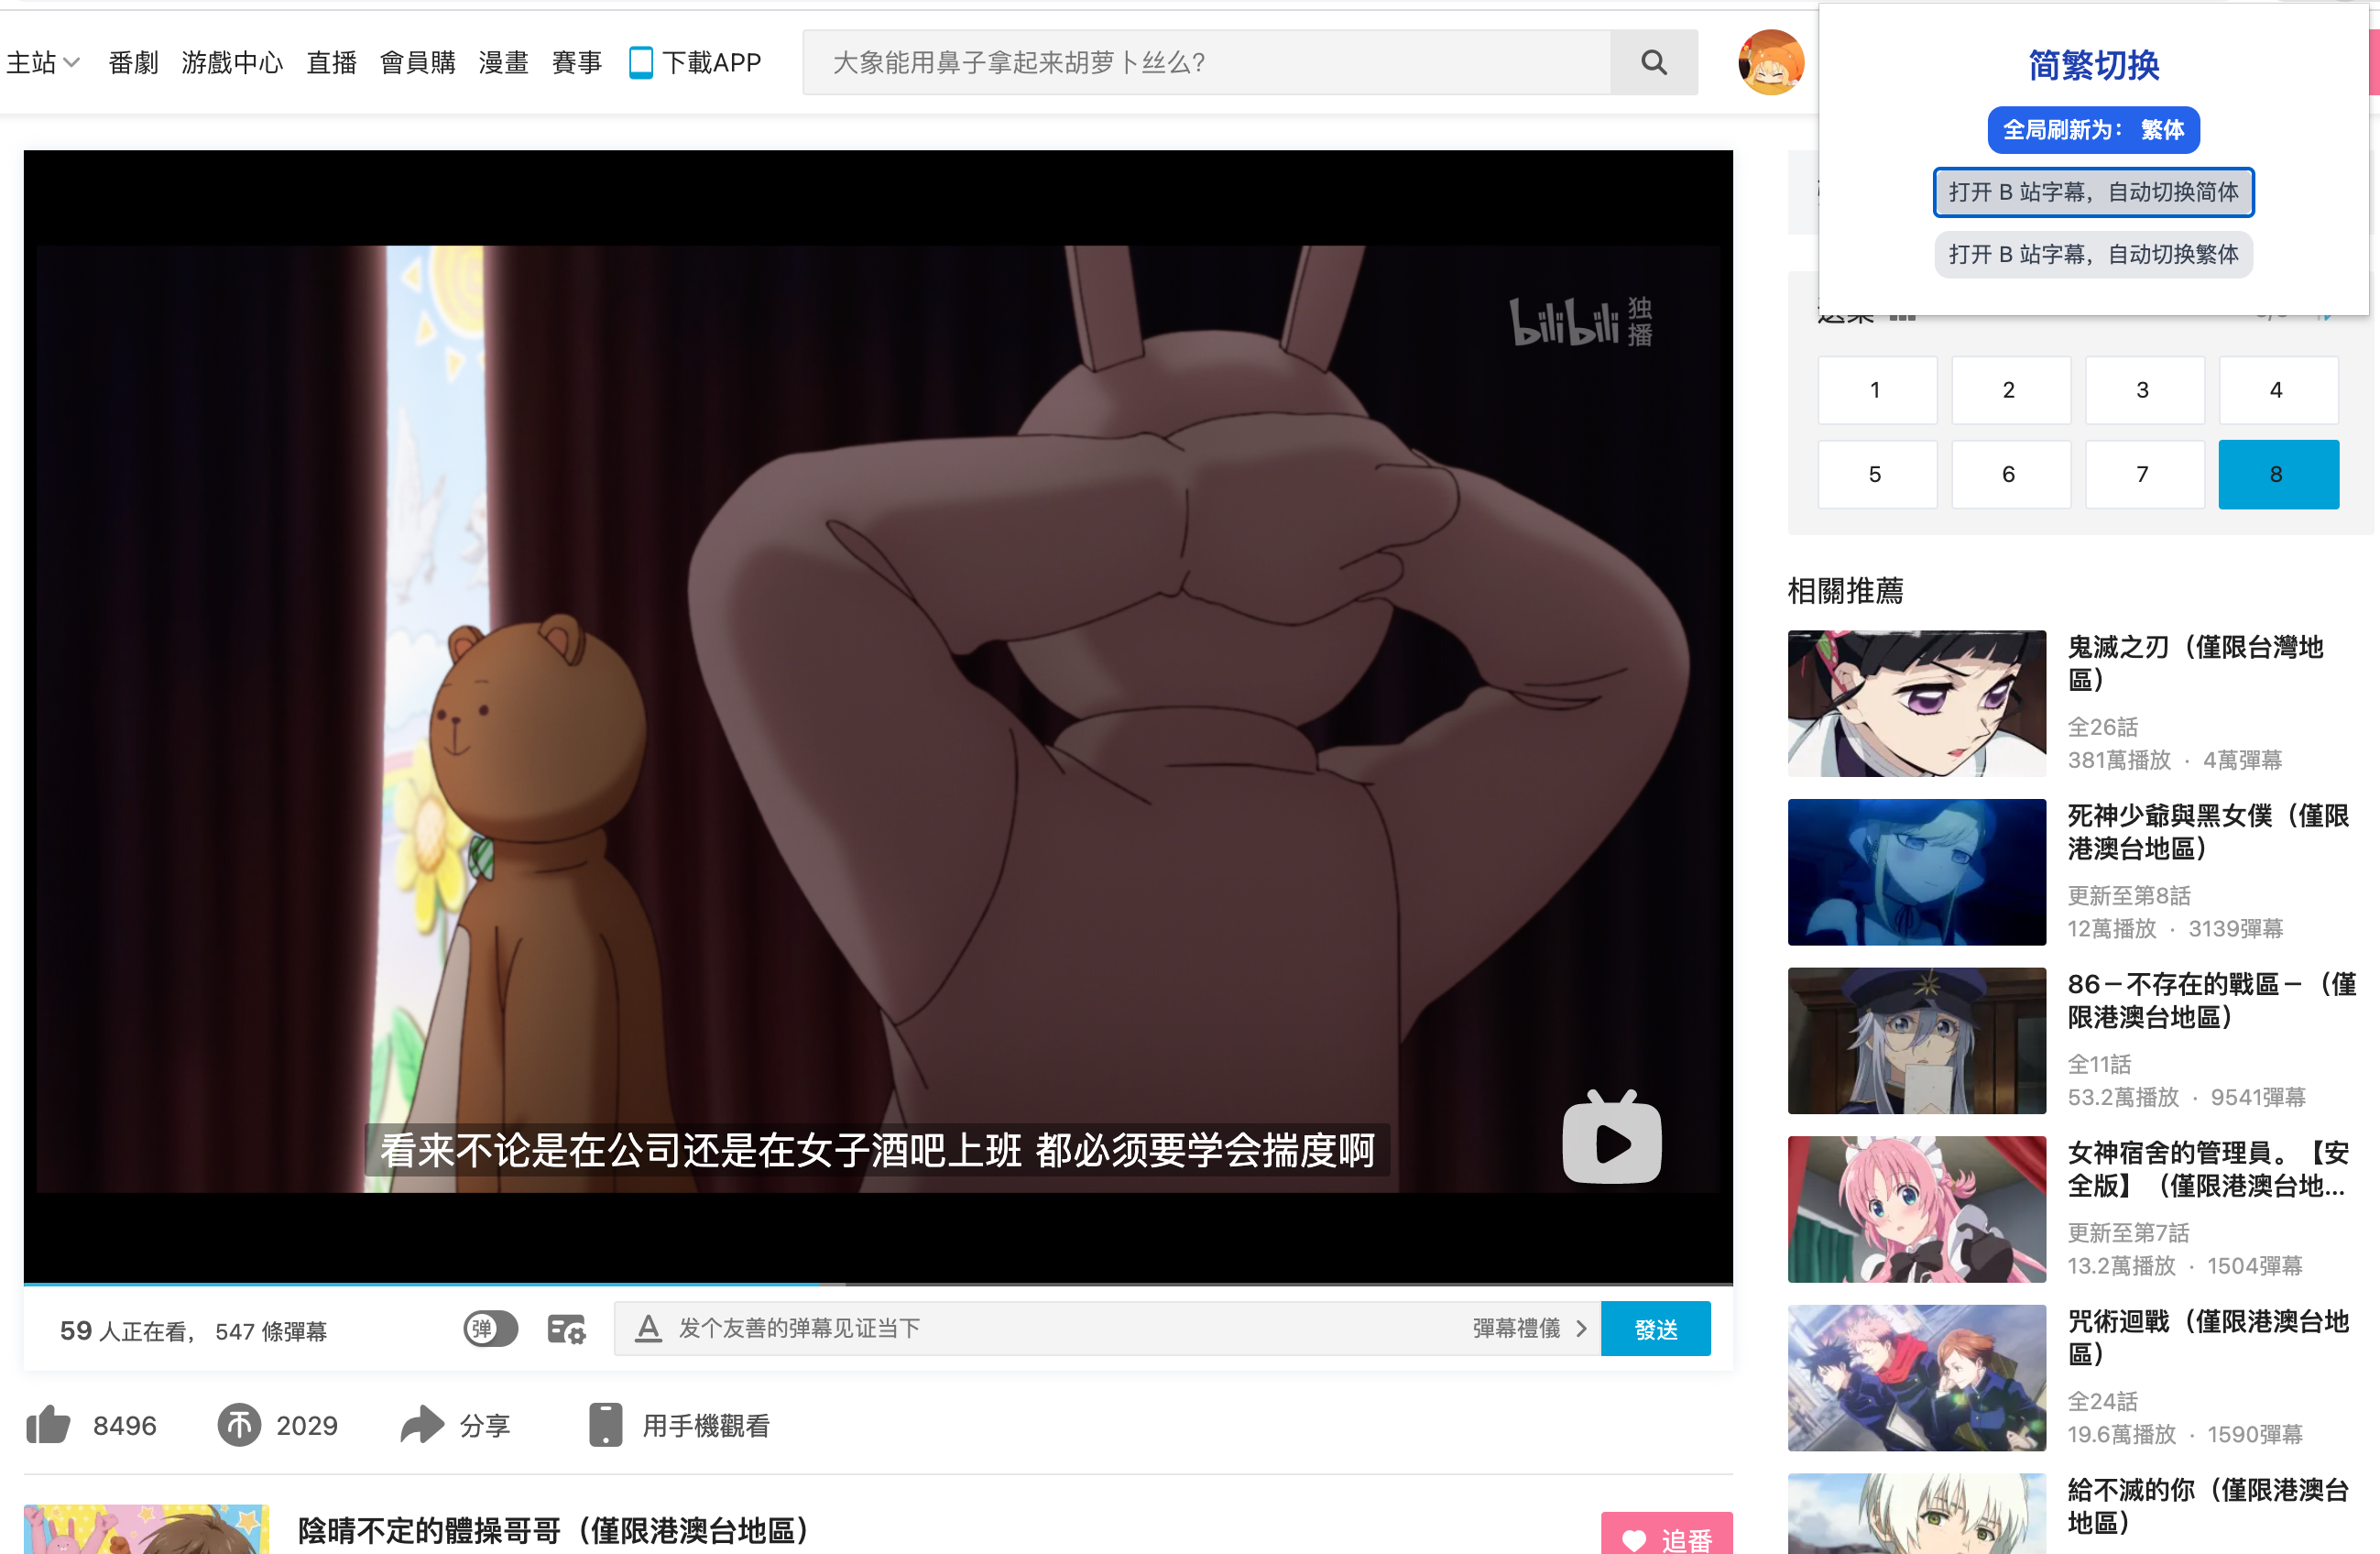 主站 番劇 游戲中心 直播 會員購 漫畫 賽事 下載APP
大象能用鼻子拿起来胡萝卜丝么?
简繁切换
全局刷新为： 繁体
打开 B 站字幕，自动切换简体
打开 B 站字幕，自动切换繁体
bilibili 独播
看来不论是在公司还是在女子酒吧上班 都必须要学会揣度啊
59 人正在看， 547 條彈幕
弹
发个友善的弹幕见证当下
彈幕禮儀
發送
8496
2029
分享
用手機觀看
陰晴不定的體操哥哥（僅限港澳台地區）
追番
1 2 3 4
5 6 7 8
相關推薦
鬼滅之刃（僅限台灣地
區）
全26話
381萬播放 · 4萬彈幕
死神少爺與黑女僕（僅限
港澳台地區）
更新至第8話
12萬播放 · 3139彈幕
86－不存在的戰區－（僅
限港澳台地區）
全11話
53.2萬播放 · 9541彈幕
女神宿舍的管理員。【安
全版】（僅限港澳台地...
更新至第7話
13.2萬播放 · 1504彈幕
咒術迴戰（僅限港澳台地
區）
全24話
19.6萬播放 · 1590彈幕
給不滅的你（僅限港澳台
地區）